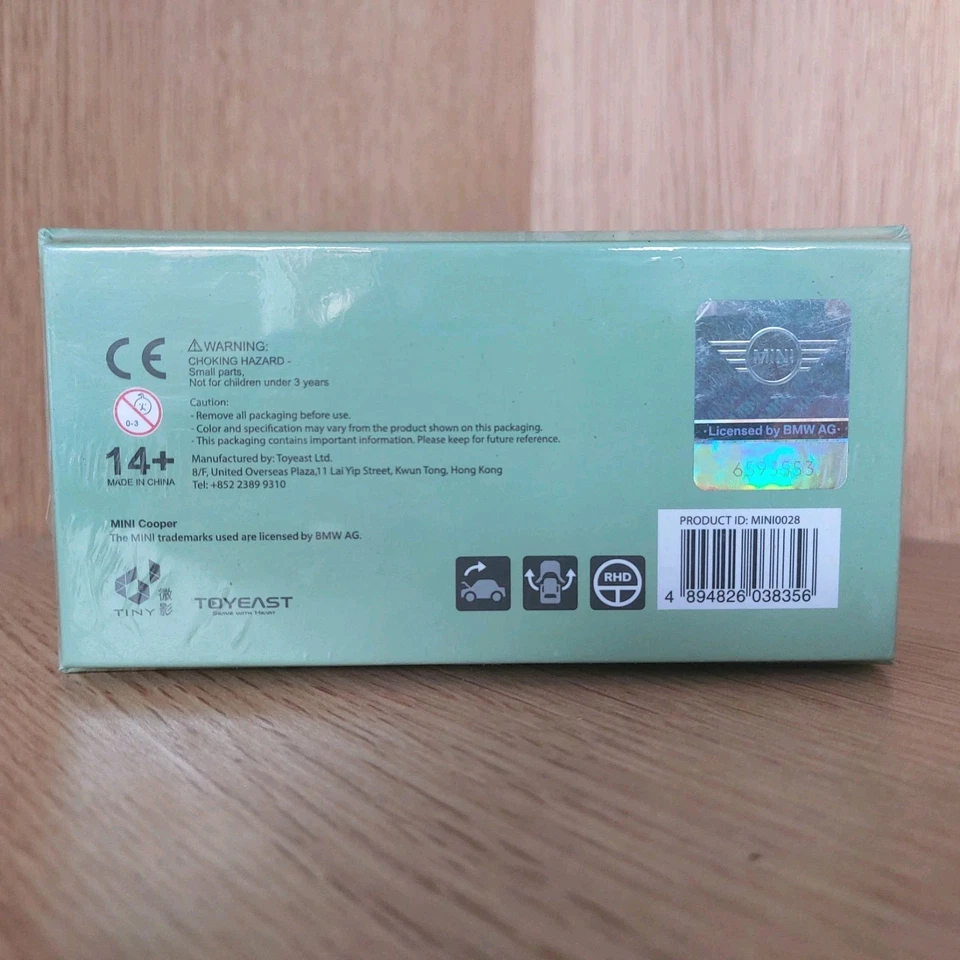 CE
⚠WARNING:
CHOKING HAZARD -
Small parts,
Not for children under 3 years
0-3
Caution:
- Remove all packaging before use.
- Color and specification may vary from the product shown on this packaging.
- This packaging contains important information. Please keep for future reference.
14+
MADE IN CHINA
Manufactured by: Toyeast Ltd.
8/F, United Overseas Plaza,11 Lai Yip Street, Kwun Tong, Hong Kong
Tel: +852 2389 9310
MINI Cooper
The MINI trademarks used are licensed by BMW AG.
TINY 微影
TOYEAST
Serve with Heart
RHD
MINI
·Licensed by BMW AG·
PRODUCT ID: MINI0028
4 894826 038356